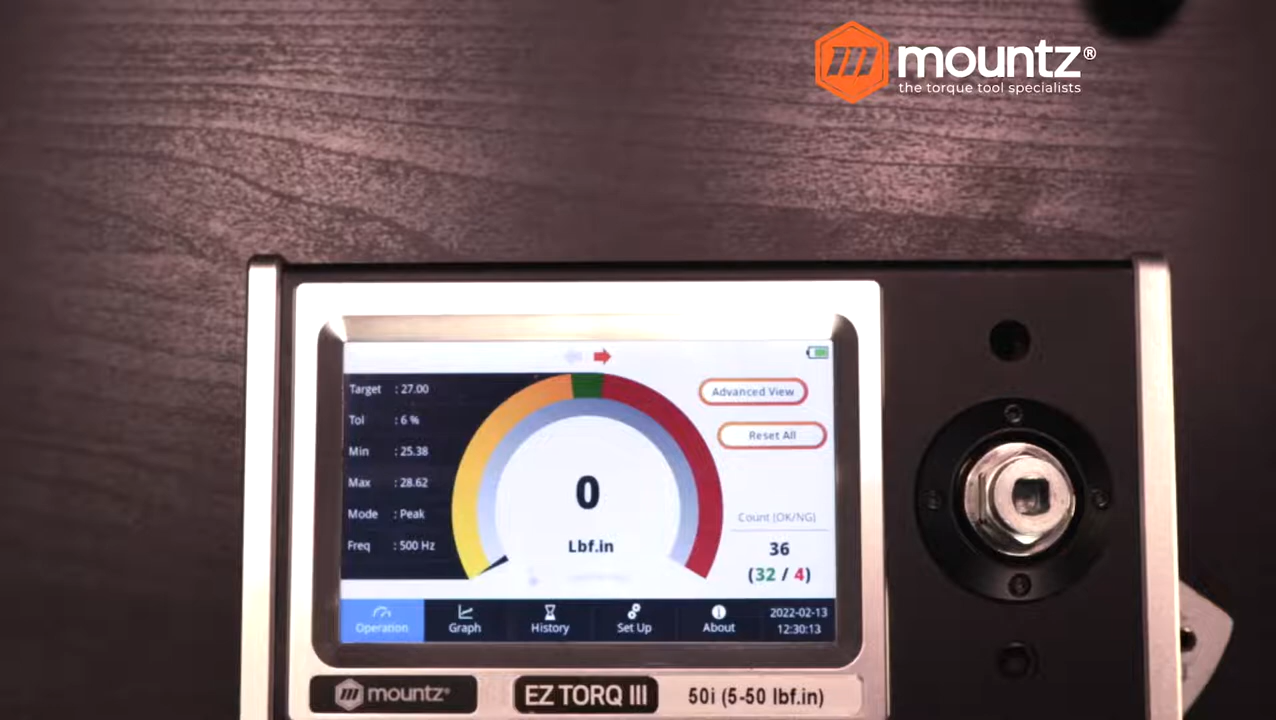 mountz®
the torque tool specialists
Target : 27.00
Tol : 6 %
Min : 25.38
Max : 28.62
Mode : Peak
Freq : 500 Hz
0
Lbf.in
Advanced View
Reset All
Count (OK/NG)
36
(32 / 4)
Operation
Graph
History
Set Up
About
2022-02-13
12:30:13
mountz®
EZ TORQ III
50i (5-50 lbf.in)